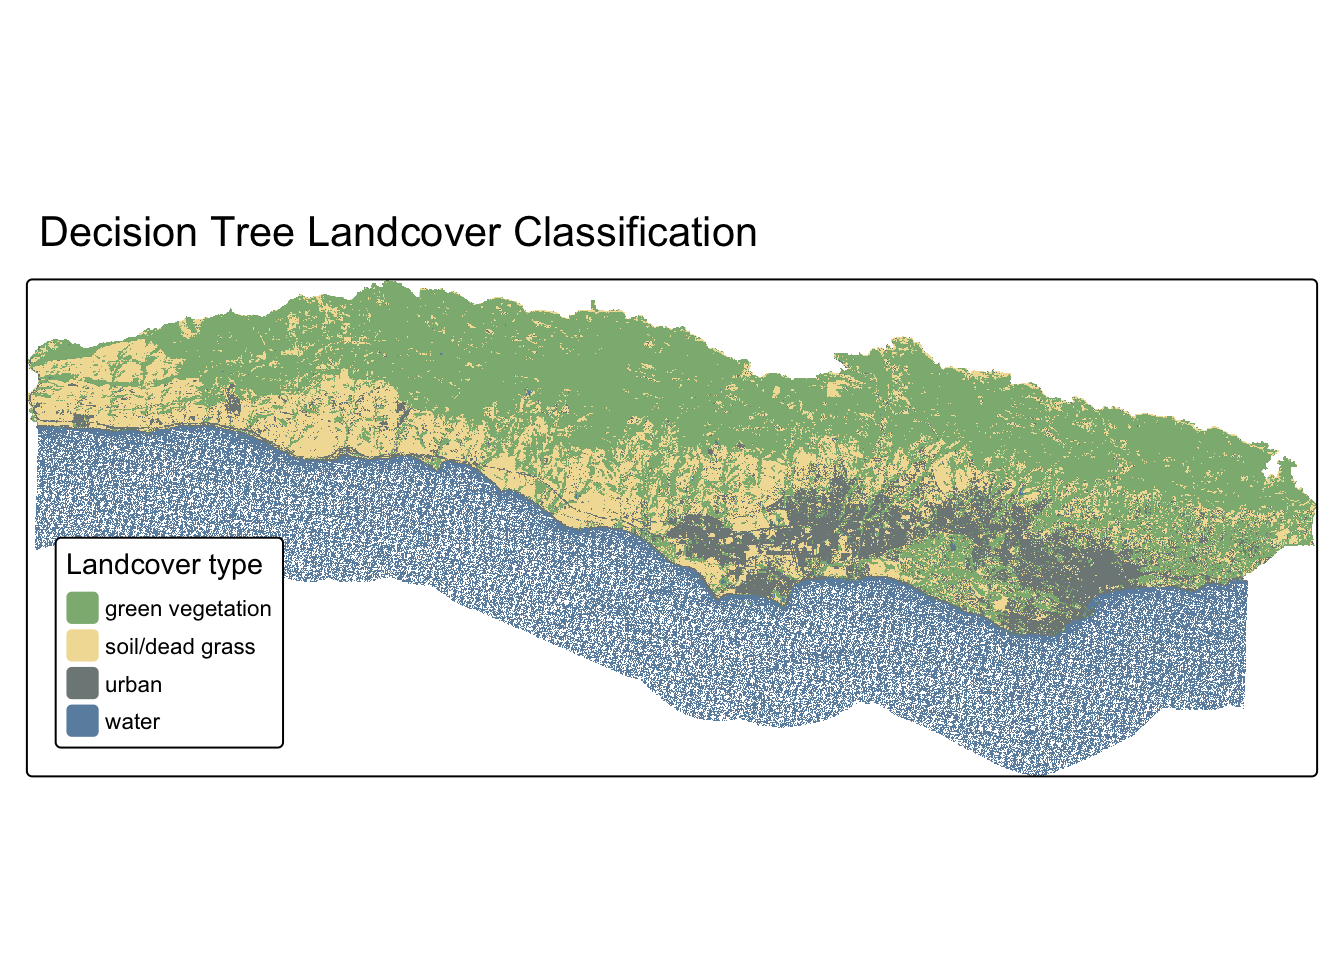 Decision Tree Landcover Classification
Landcover type
green vegetation
soil/dead grass
urban
water